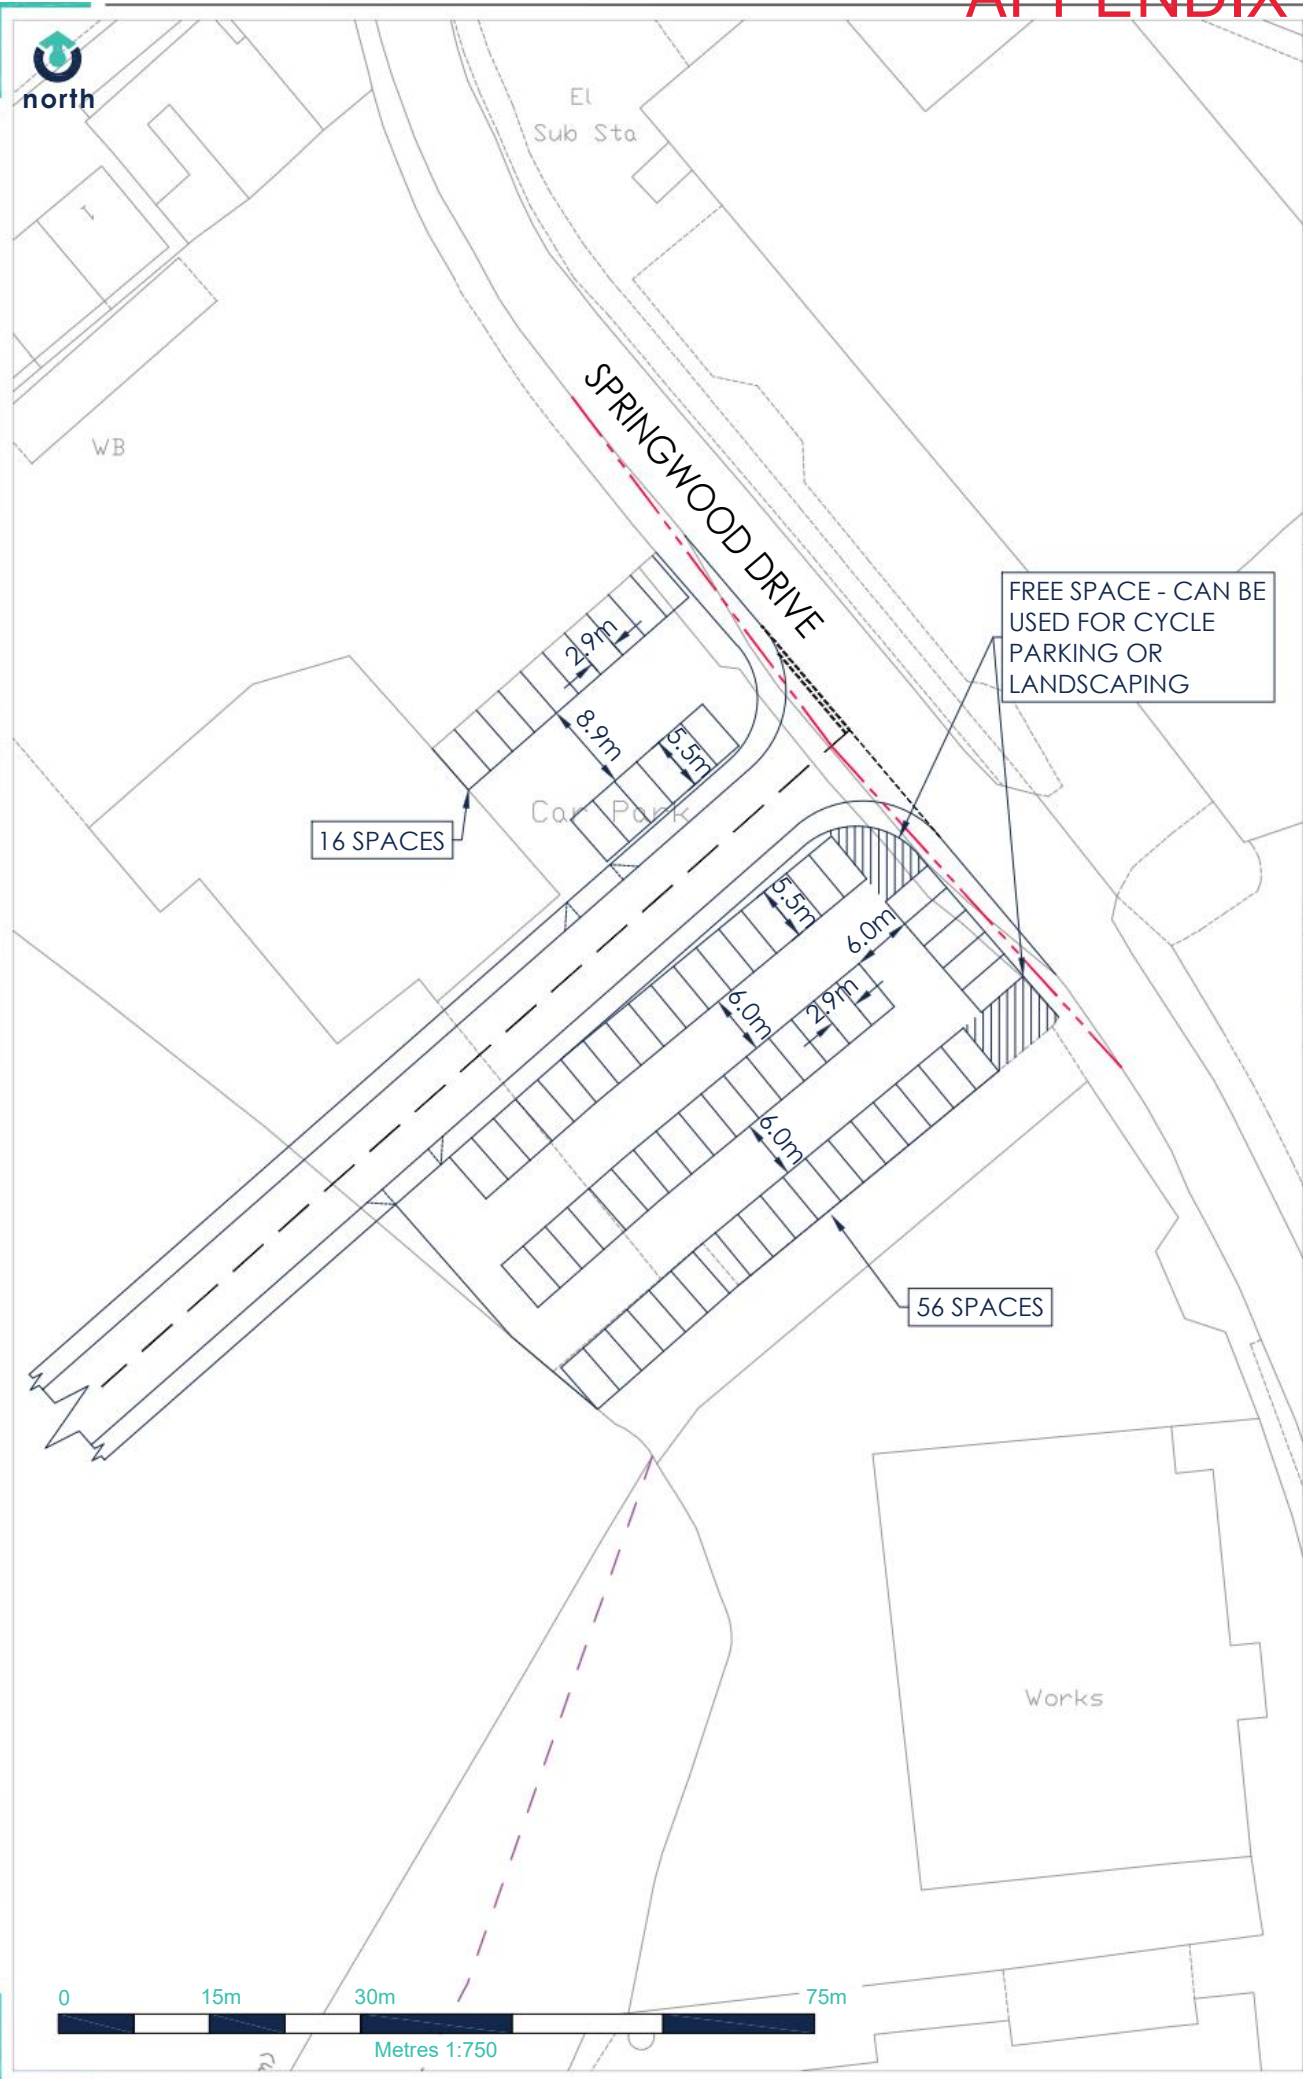 APPENDIX
north
El
Sub Sta
1
WB
SPRINGWOOD DRIVE
FREE SPACE - CAN BE
USED FOR CYCLE
PARKING OR
LANDSCAPING
2.9m
8.9m
5.5m
Car Park
16 SPACES
5.5m
6.0m
6.0m
2.9m
6.0m
56 SPACES
Works
0 15m 30m 75m
Metres 1:750